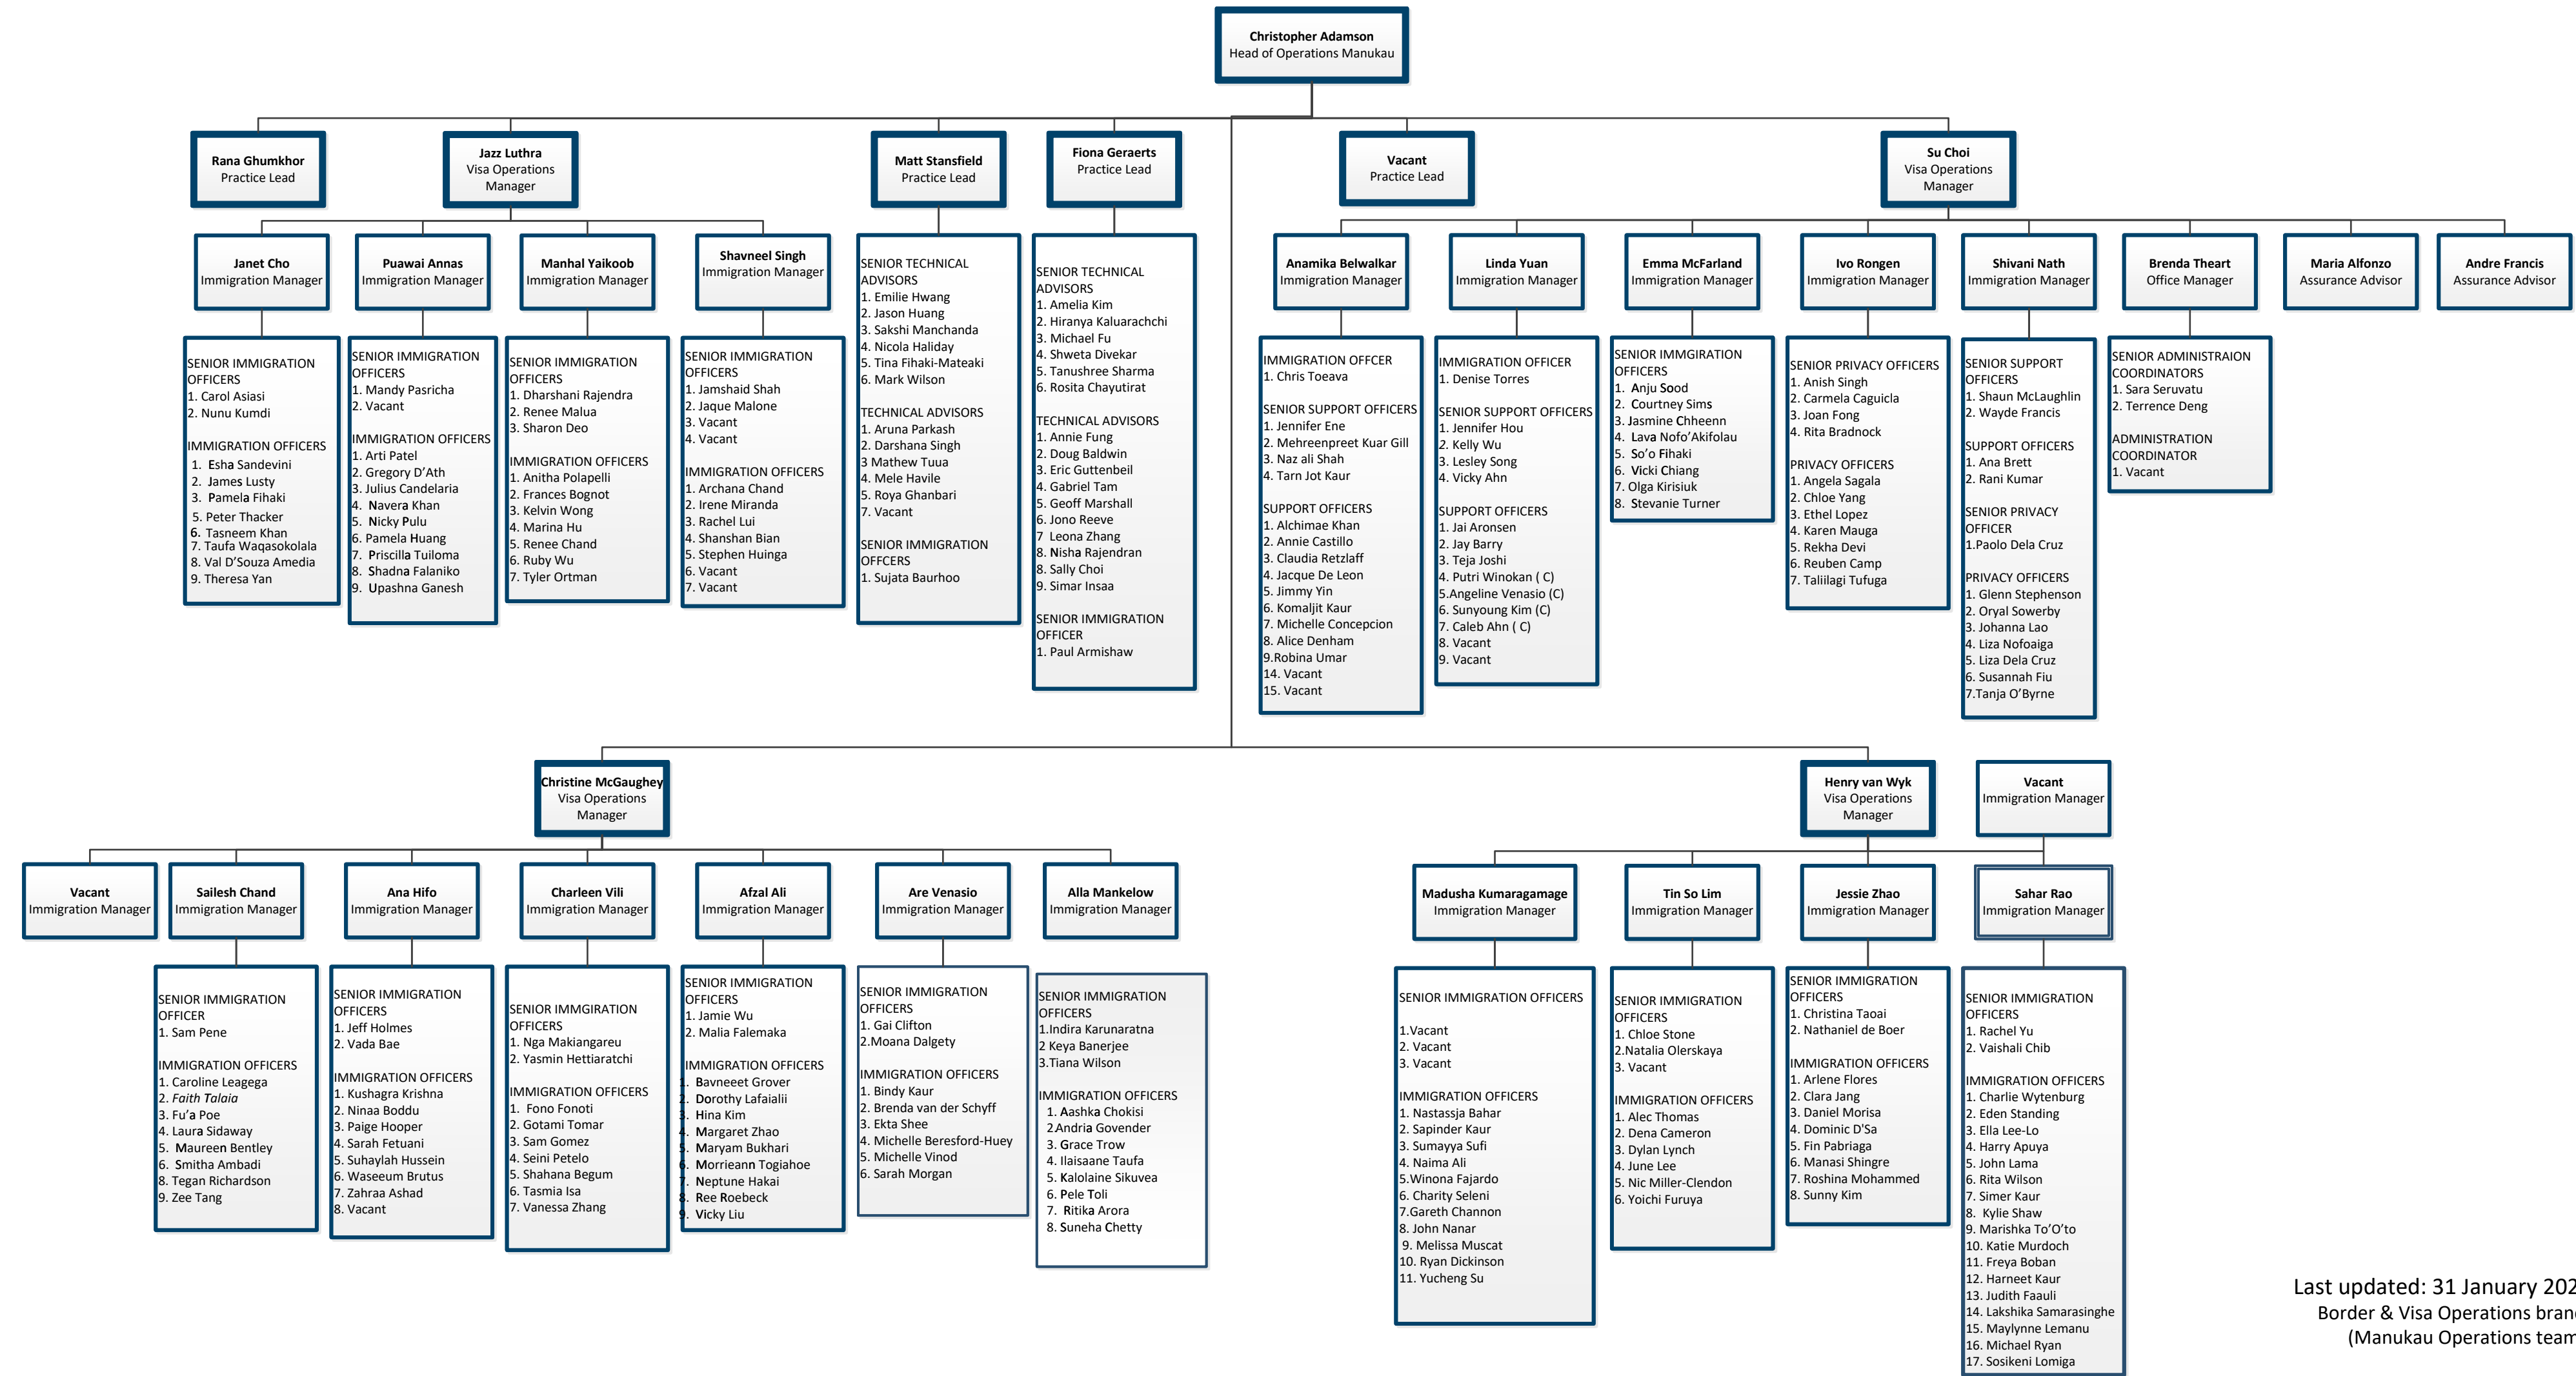 Christopher Adamson
Head of Operations Manukau
Rana Ghumkhor
Practice Lead
Jazz Luthra
Visa Operations
Manager
Matt Stansfield
Practice Lead
Fiona Geraerts
Practice Lead
Vacant
Practice Lead
Su Choi
Visa Operations
Manager
Janet Cho
Immigration Manager
Puawai Annas
Immigration Manager
Manhal Yaikoob
Immigration Manager
Shavneel Singh
Immigration Manager
SENIOR TECHNICAL
ADVISORS
1. Emilie Hwang
2. Jason Huang
3. Sakshi Manchanda
4. Nicola Haliday
5. Tina Fihaki-Mateaki
6. Mark Wilson
TECHNICAL ADVISORS
1. Aruna Parkash
2. Darshana Singh
3 Mathew Tuua
4. Mele Havile
5. Roya Ghanbari
7. Vacant
SENIOR IMMIGRATION
OFFCERS
1. Sujata Baurhoo
SENIOR TECHNICAL
ADVISORS
1. Amelia Kim
2. Hiranya Kaluarachchi
3. Michael Fu
4. Shweta Divekar
5. Tanushree Sharma
6. Rosita Chayutirat
TECHNICAL ADVISORS
1. Annie Fung
2. Doug Baldwin
3. Eric Guttenbeil
4. Gabriel Tam
5. Geoff Marshall
6. Jono Reeve
7 Leona Zhang
8. Nisha Rajendran
8. Sally Choi
9. Simar Insaa
SENIOR IMMIGRATION
OFFICER
1. Paul Armishaw
Anamika Belwalkar
Immigration Manager
Linda Yuan
Immigration Manager
Emma McFarland
Immigration Manager
Ivo Rongen
Immigration Manager
Shivani Nath
Immigration Manager
Brenda Theart
Office Manager
Maria Alfonzo
Assurance Advisor
Andre Francis
Assurance Advisor
SENIOR IMMIGRATION
OFFICERS
1. Carol Asiasi
2. Nunu Kumdi
IMMIGRATION OFFICERS
1. Esha Sandevini
2. James Lusty
3. Pamela Fihaki
5. Peter Thacker
6. Tasneem Khan
7. Taufa Waqasokolala
8. Val D'Souza Amedia
9. Theresa Yan
SENIOR IMMIGRATION
OFFICERS
1. Mandy Pasricha
2. Vacant
IMMIGRATION OFFICERS
1. Arti Patel
2. Gregory D'Ath
3. Julius Candelaria
4. Navera Khan
5. Nicky Pulu
6. Pamela Huang
7. Priscilla Tuiloma
8. Shadna Falaniko
9. Upashna Ganesh
SENIOR IMMIGRATION
OFFICERS
1. Dharshani Rajendra
2. Renee Malua
3. Sharon Deo
IMMIGRATION OFFICERS
1. Anitha Polapelli
2. Frances Bognot
3. Kelvin Wong
4. Marina Hu
5. Renee Chand
6. Ruby Wu
7. Tyler Ortman
SENIOR IMMIGRATION
OFFICERS
1. Jamshaid Shah
2. Jaque Malone
3. Vacant
4. Vacant
IMMIGRATION OFFICERS
1. Archana Chand
2. Irene Miranda
3. Rachel Lui
4. Shanshan Bian
5. Stephen Huinga
6. Vacant
7. Vacant
IMMIGRATION OFFCER
1. Chris Toeava
SENIOR SUPPORT OFFICERS
1. Jennifer Ene
2. Mehreenpreet Kuar Gill
3. Naz ali Shah
4. Tarn Jot Kaur
SUPPORT OFFICERS
1. Alchimae Khan
2. Annie Castillo
3. Claudia Retzlaff
4. Jacque De Leon
5. Jimmy Yin
6. Komaljit Kaur
7. Michelle Concepcion
8. Alice Denham
9.Robina Umar
14. Vacant
15. Vacant
IMMIGRATION OFFICER
1. Denise Torres
SENIOR SUPPORT OFFICERS
1. Jennifer Hou
2. Kelly Wu
3. Lesley Song
4. Vicky Ahn
SUPPORT OFFICERS
1. Jai Aronsen
2. Jay Barry
3. Teja Joshi
4. Putri Winokan ( C)
5.Angeline Venasio (C)
6. Sunyoung Kim (C)
7. Caleb Ahn ( C)
8. Vacant
9. Vacant
SENIOR IMMGIRATION
OFFICERS
1. Anju Sood
2. Courtney Sims
3. Jasmine Chheenn
4. Lava Nofo'Akifolau
5. So'o Fihaki
6. Vicki Chiang
7. Olga Kirisiuk
8. Stevanie Turner
SENIOR PRIVACY OFFICERS
1. Anish Singh
2. Carmela Caguicla
3. Joan Fong
4. Rita Bradnock
PRIVACY OFFICERS
1. Angela Sagala
2. Chloe Yang
3. Ethel Lopez
4. Karen Mauga
5. Rekha Devi
6. Reuben Camp
7. Taliilagi Tufuga
SENIOR SUPPORT
OFFICERS
1. Shaun McLaughlin
2. Wayde Francis
SUPPORT OFFICERS
1. Ana Brett
2. Rani Kumar
SENIOR PRIVACY
OFFICER
1.Paolo Dela Cruz
PRIVACY OFFICERS
1. Glenn Stephenson
2. Oryal Sowerby
3. Johanna Lao
4. Liza Nofoaiga
5. Liza Dela Cruz
6. Susannah Fiu
7.Tanja O'Byrne
SENIOR ADMINISTRAION
COORDINATORS
1. Sara Seruvatu
2. Terrence Deng
ADMINISTRATION
COORDINATOR
1. Vacant
Christine McGaughey
Visa Operations
Manager
Henry van Wyk
Visa Operations
Manager
Vacant
Immigration Manager
Vacant
Immigration Manager
Sailesh Chand
Immigration Manager
Ana Hifo
Immigration Manager
Charleen Vili
Immigration Manager
Afzal Ali
Immigration Manager
Are Venasio
Immigration Manager
Alla Mankelow
Immigration Manager
Madusha Kumaragamage
Immigration Manager
Tin So Lim
Immigration Manager
Jessie Zhao
Immigration Manager
Sahar Rao
Immigration Manager
SENIOR IMMIGRATION
OFFICER
1. Sam Pene
IMMIGRATION OFFICERS
1. Caroline Leagega
2. Faith Talaia
3. Fu'a Poe
4. Laura Sidaway
5. Maureen Bentley
6. Smitha Ambadi
8. Tegan Richardson
9. Zee Tang
SENIOR IMMIGRATION
OFFICERS
1. Jeff Holmes
2. Vada Bae
IMMIGRATION OFFICERS
1. Kushagra Krishna
2. Ninaa Boddu
3. Paige Hooper
4. Sarah Fetuani
5. Suhaylah Hussein
6. Waseeum Brutus
7. Zahraa Ashad
8. Vacant
SENIOR IMMGIRATION
OFFICERS
1. Nga Makiangareu
2. Yasmin Hettiaratchi
IMMIGRATION OFFICERS
1. Fono Fonoti
2. Gotami Tomar
3. Sam Gomez
4. Seini Petelo
5. Shahana Begum
6. Tasmia Isa
7. Vanessa Zhang
SENIOR IMMIGRATION
OFFICERS
1. Jamie Wu
2. Malia Falemaka
IMMIGRATION OFFICERS
1. Bavneeet Grover
2. Dorothy Lafaialii
3. Hina Kim
4. Margaret Zhao
5. Maryam Bukhari
6. Morrieann Togiahoe
7. Neptune Hakai
8. Ree Roebeck
9. Vicky Liu
SENIOR IMMIGRATION
OFFICERS
1. Gai Clifton
2.Moana Dalgety
IMMIGRATION OFFICERS
1. Bindy Kaur
2. Brenda van der Schyff
3. Ekta Shee
4. Michelle Beresford-Huey
5. Michelle Vinod
6. Sarah Morgan
SENIOR IMMIGRATION
OFFICERS
1.Indira Karunaratna
2 Keya Banerjee
3.Tiana Wilson
IMMIGRATION OFFICERS
1. Aashka Chokisi
2Andria Govender
3. Grace Trow
4. Ilaisaane Taufa
5. Kalolaine Sikuvea
6. Pele Toli
7. Ritika Arora
8. Suneha Chetty
SENIOR IMMIGRATION OFFICERS
1.Vacant
2. Vacant
3. Vacant
IMMIGRATION OFFICERS
1. Nastassja Bahar
2. Sapinder Kaur
3. Sumayya Sufi
4. Naima Ali
5.Winona Fajardo
6. Charity Seleni
7.Gareth Channon
8. John Nanar
9. Melissa Muscat
10. Ryan Dickinson
11. Yucheng Su
SENIOR IMMIGRATION
OFFICERS
1. Chloe Stone
2.Natalia Olerskaya
3. Vacant
IMMIGRATION OFFICERS
1. Alec Thomas
2. Dena Cameron
3. Dylan Lynch
4. June Lee
5. Nic Miller-Clendon
6. Yoichi Furuya
SENIOR IMMIGRATION
OFFICERS
1. Christina Taoai
2. Nathaniel de Boer
IMMIGRATION OFFICERS
1. Arlene Flores
2. Clara Jang
3. Daniel Morisa
4. Dominic D'Sa
5. Fin Pabriaga
6. Manasi Shingre
7. Roshina Mohammed
8. Sunny Kim
SENIOR IMMIGRATION
OFFICERS
1. Rachel Yu
2. Vaishali Chib
IMMIGRATION OFFICERS
1. Charlie Wytenburg
2. Eden Standing
3. Ella Lee-Lo
4. Harry Apuya
5. John Lama
6. Rita Wilson
7. Simer Kaur
8. Kylie Shaw
9. Marishka To'O'to
10. Katie Murdoch
11. Freya Boban
12. Harneet Kaur
13. Judith Faauli
14. Lakshika Samarasinghe
15. Maylynne Lemanu
16. Michael Ryan
17. Sosikeni Lomiga
Last updated: 31 January 202
Border & Visa Operations bran
(Manukau Operations team